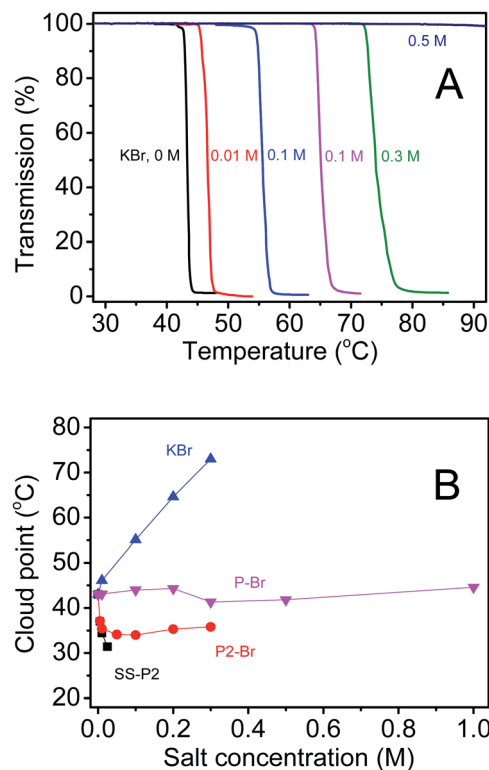 100
80
60
40
20
0
Transmission (%)
0.5 M
A
KBr, 0 M
0.01 M
0.1 M
0.1 M
0.3 M
30 40 50 60 70 80 90
Temperature (°C)
80
70
60
50
40
30
20
Cloud point (°C)
KBr
B
P-Br
P2-Br
SS-P2
0.0 0.2 0.4 0.6 0.8 1.0
Salt concentration (M)